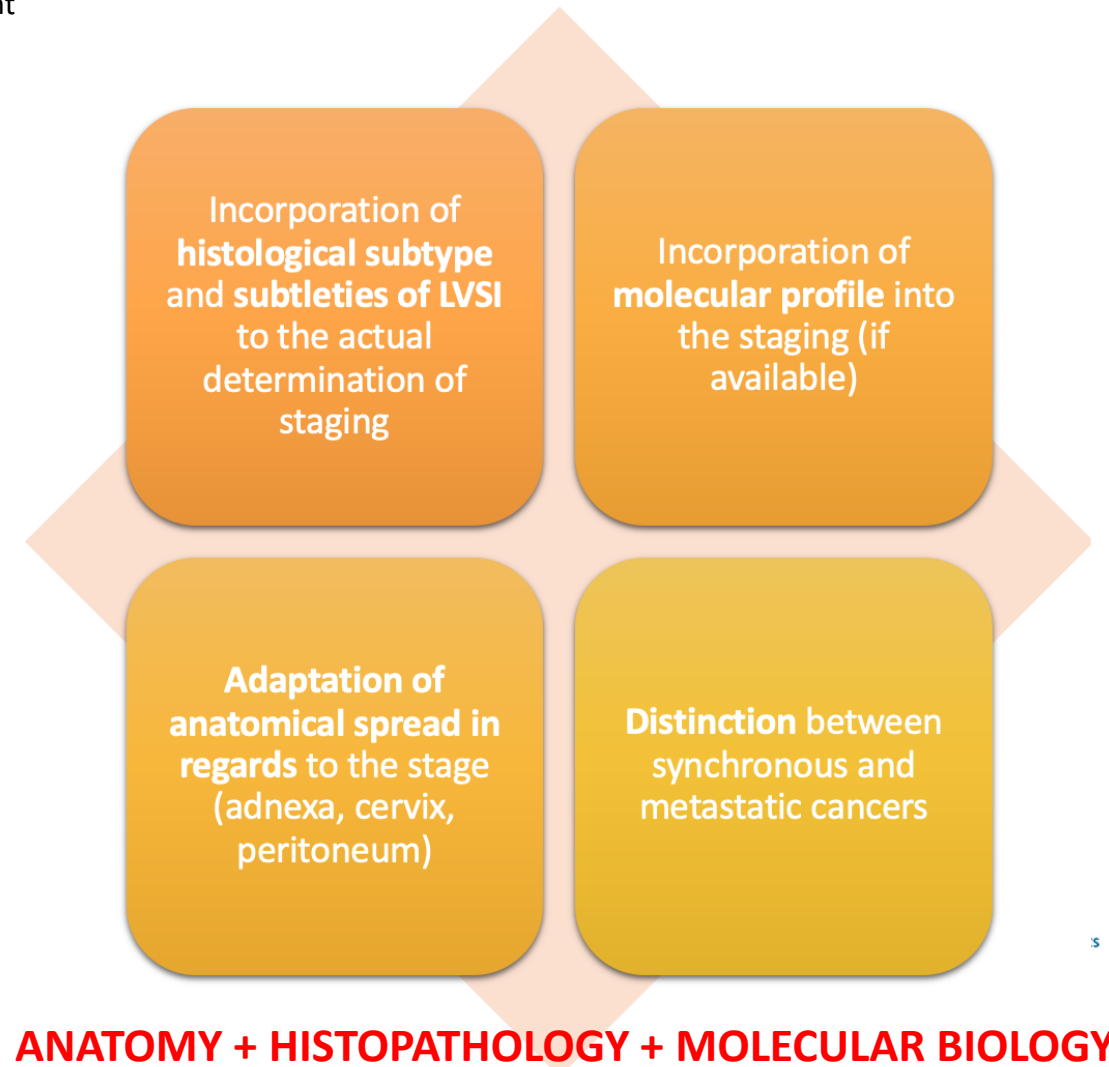 Incorporation of
histological subtype
and subtleties of LVSI
to the actual
determination of
staging
Incorporation of
molecular profile into
the staging (if
available)
Adaptation of
anatomical spread in
regards to the stage
(adnexa, cervix,
peritoneum)
Distinction between
synchronous and
metastatic cancers
ANATOMY + HISTOPATHOLOGY + MOLECULAR BIOLOGY